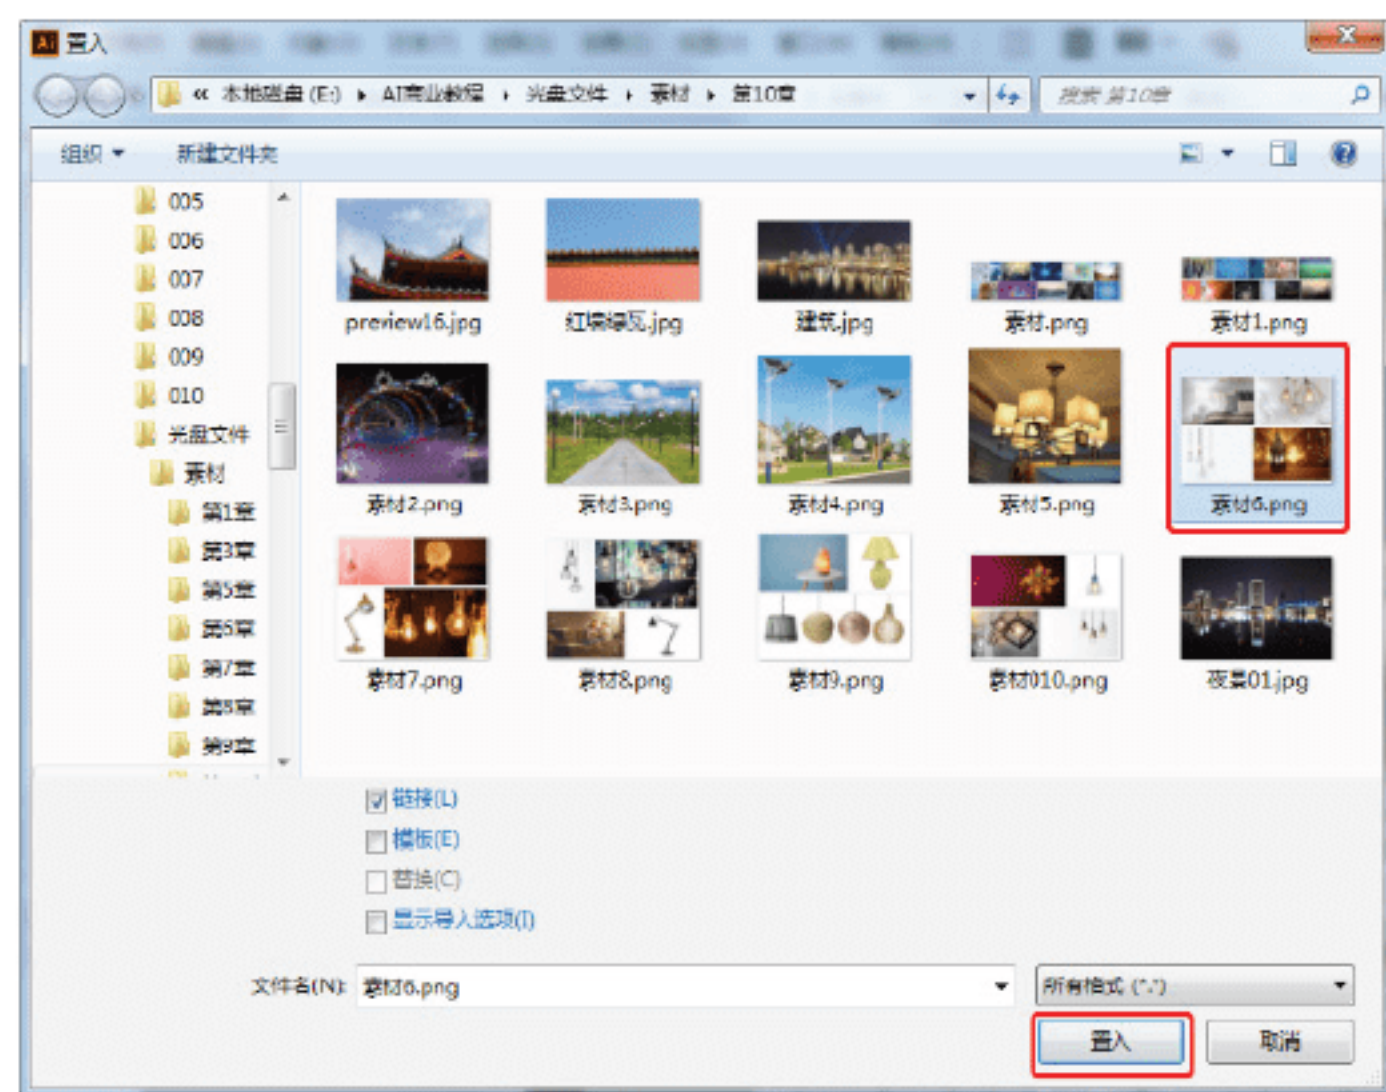 Ai 置入
« 本地磁盘 (E:) ▸ AI商业教程 ▸ 光盘文件 ▸ 素材 ▸ 第10章
搜索 第10章
组织 新建文件夹
005
006
007
008
009
010
光盘文件
素材
第1章
第3章
第5章
第6章
第7章
第8章
第9章
preview16.jpg 红墙绿瓦.jpg 建筑.jpg 素材.png 素材1.png
素材2.png 素材3.png 素材4.png 素材5.png 素材6.png
素材7.png 素材8.png 素材9.png 素材010.png 夜景01.jpg
链接(L)
模板(E)
替换(C)
显示导入选项(I)
文件名(N): 素材6.png 所有格式 (*.*)
置入 取消